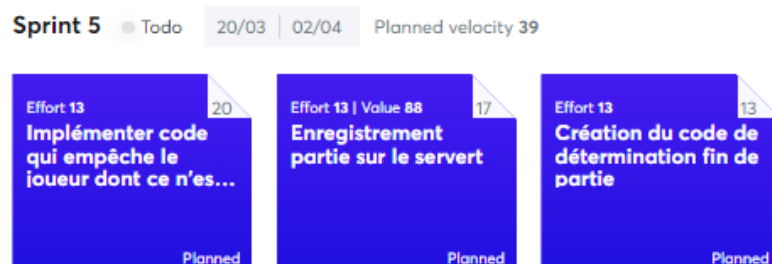 Sprint 5 Todo 20/03 02/04 Planned velocity 39
Effort 13 20
Implémenter code
qui empêche le
joueur dont ce n'es...
Planned
Effort 13 | Value 88 17
Enregistrement
partie sur le servert
Planned
Effort 13 13
Création du code de
détermination fin de
partie
Planned